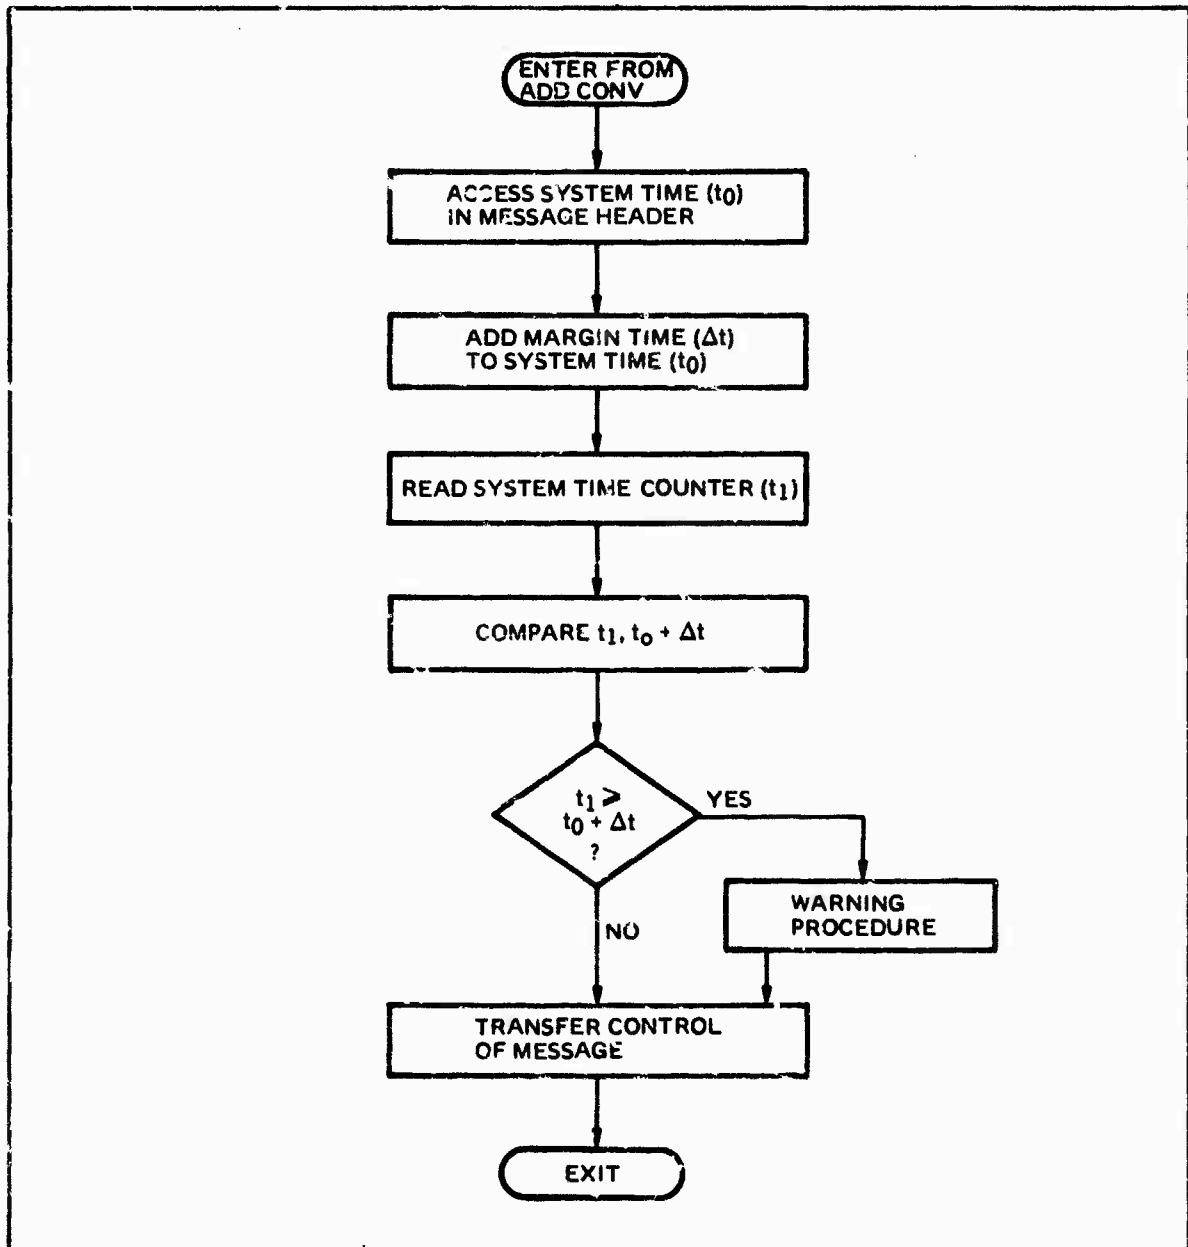 ENTER FROM
ADD CONV
ACCESS SYSTEM TIME (t0)
IN MESSAGE HEADER
ADD MARGIN TIME (Δt)
TO SYSTEM TIME (t0)
READ SYSTEM TIME COUNTER (t1)
COMPARE t1, to + Δt
t1 ⩾
t0 + Δt
?
YES
WARNING
PROCEDURE
NO
TRANSFER CONTROL
OF MESSAGE
EXIT